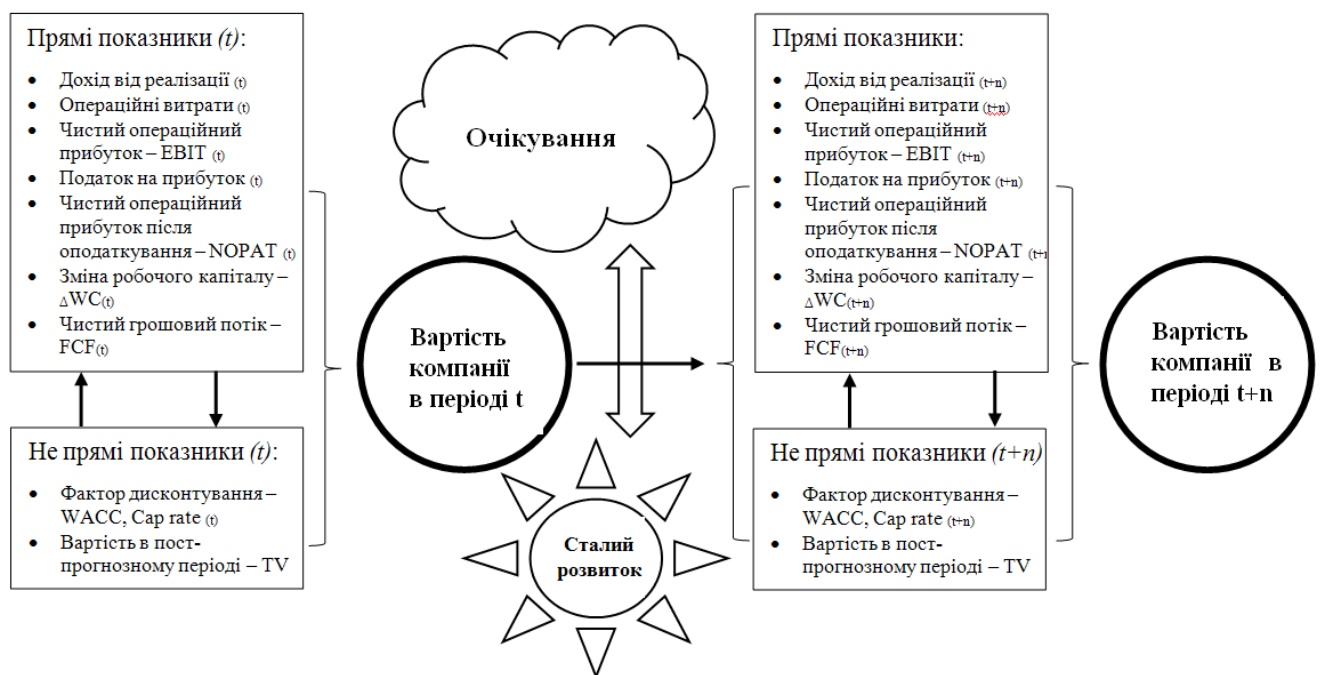 Прямі показники (t):
• Дохід від реалізації (t)
• Операційні витрати (t)
• Чистий операційний
прибуток – EBIT (t)
• Податок на прибуток (t)
• Чистий операційний
прибуток після
оподаткування – NOPAT (t)
• Зміна робочого капіталу –
ΔWC(t)
• Чистий грошовий потік –
FCF(t)
Не прямі показники (t):
• Фактор дисконтування –
WACC, Cap rate (t)
• Вартість в пост-
прогнозному періоді – TV
Вартість
компанії
в періоді t
Очікування
Сталий
розвиток
Прямі показники:
• Дохід від реалізації (t+n)
• Операційні витрати (t+n)
• Чистий операційний
прибуток – EBIT (t+n)
• Податок на прибуток (t+n)
• Чистий операційний
прибуток після
оподаткування – NOPAT (t+n
• Зміна робочого капіталу –
ΔWC(t+n)
• Чистий грошовий потік –
FCF(t+n)
Не прямі показники (t+n)
• Фактор дисконтування –
WACC, Cap rate (t+n)
• Вартість в пост-
прогнозному періоді – TV
Вартість
компанії в
періоді t+n